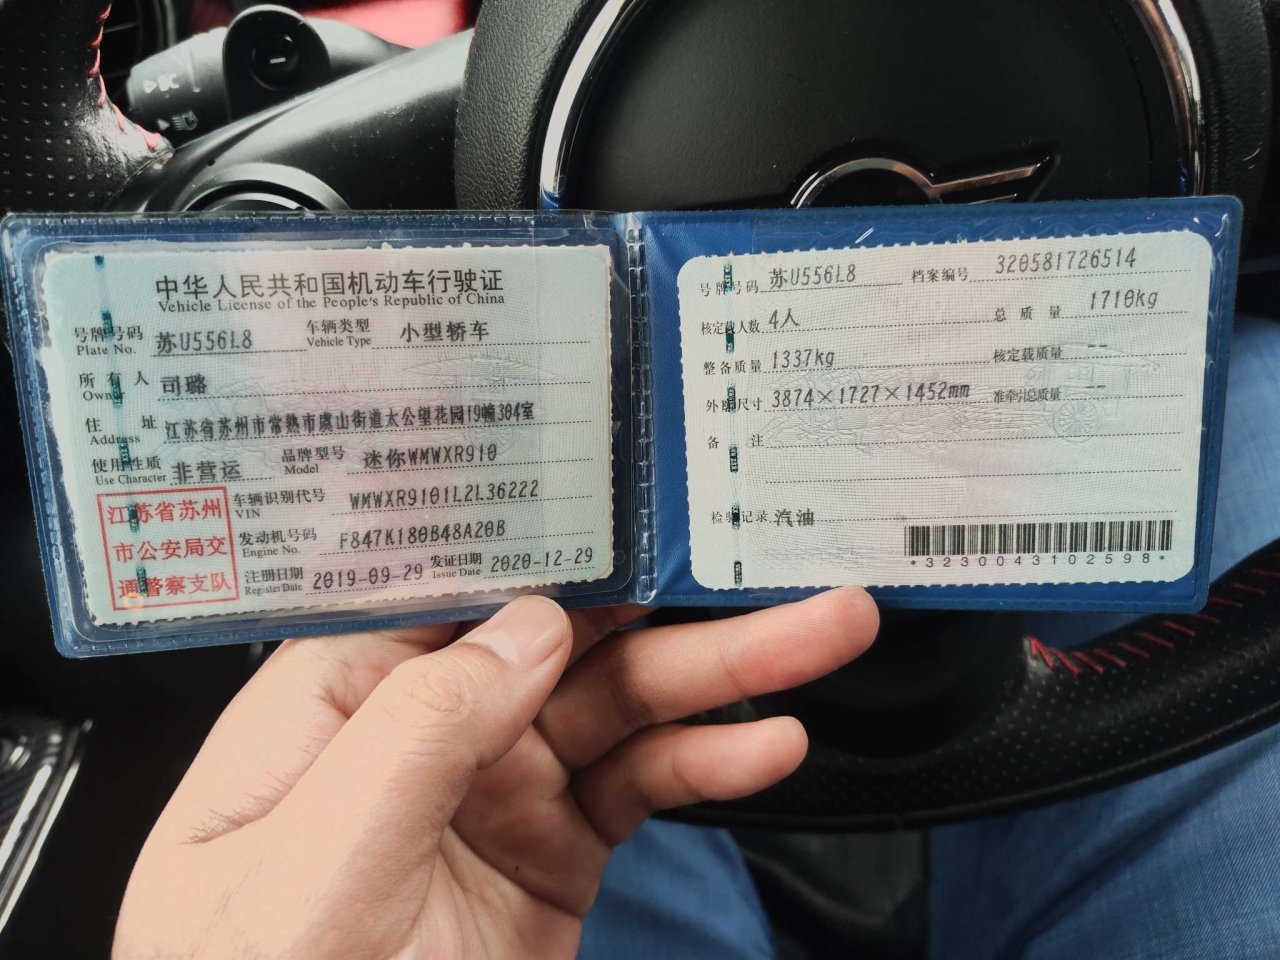 中华人民共和国机动车行驶证
Vehicle License of the People's Republic of China
号牌号码 苏U556L8 车辆类型 小型轿车
Plate No. Vehicle Type
所有人 司璐
Owner
住址 江苏省苏州市常熟市虞山街道太公望花园19幢304室
Address
使用性质 非营运 品牌型号 迷你WMWXR910
Use Character Model
江苏省苏州
市公安局交
通警察支队
车辆识别代号 WMWXR9101L2L36222
VIN
发动机号码 F847K180B48A20B
Engine No.
注册日期 2019-09-29 发证日期 2020-12-29
Register Date Issue Date
号牌号码 苏U556L8 档案编号 320581726514
核定载人数 4人 总质量 1710kg
整备质量 1337kg 核定载质量 --
外廓尺寸 3874×1727×1452mm 准牵引总质量 --
备注
检验记录 汽油
*3230043102598*